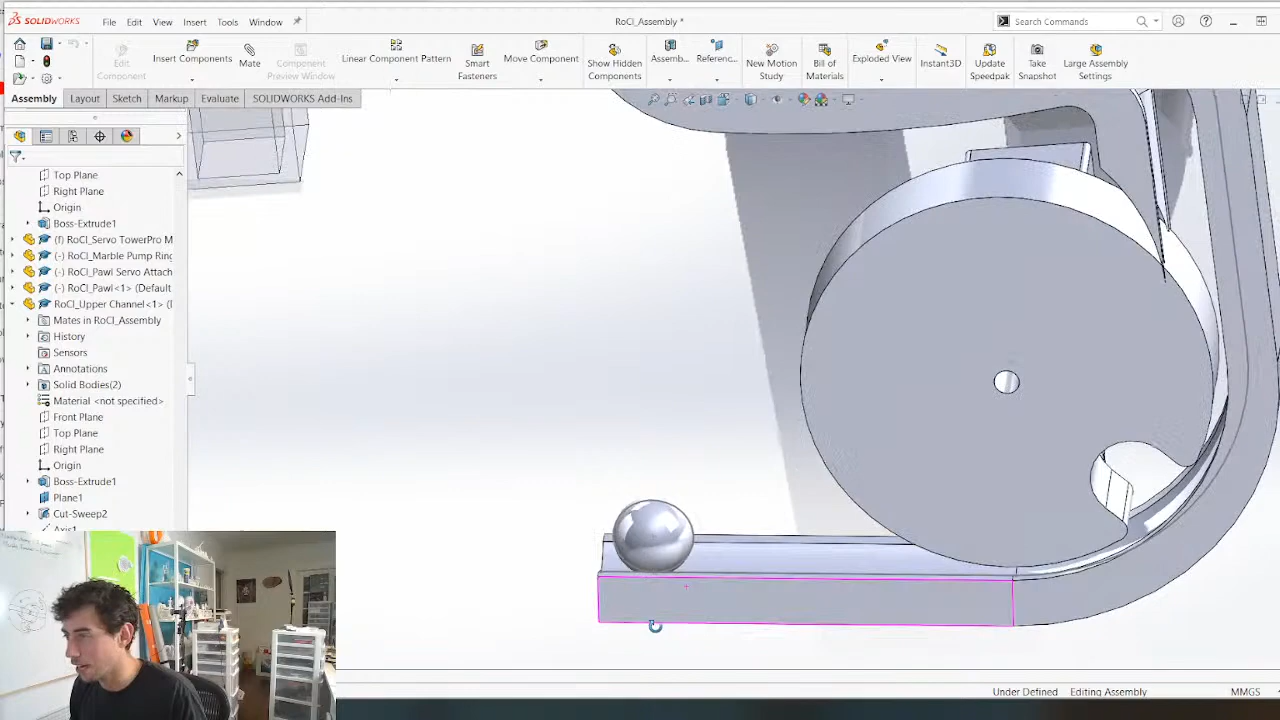 SOLIDWORKS File Edit View Insert Tools Window RoCl_Assembly * Search Commands
Edit Component
Insert Components
Mate
Component Preview Window
Linear Component Pattern
Smart Fasteners
Move Component
Show Hidden Components
Assemb...
Referenc...
New Motion Study
Bill of Materials
Exploded View
Instant3D
Update Speedpak
Take Snapshot
Large Assembly Settings
Assembly Layout Sketch Markup Evaluate SOLIDWORKS Add-Ins
Top Plane
Right Plane
Origin
Boss-Extrude1
(f) RoCl_Servo TowerPro M
(-) RoCl_Marble Pump Ring
(-) RoCl_Pawl Servo Attach
(-) RoCl_Pawl<1> (Default
RoCl_Upper Channel<1> (
Mates in RoCl_Assembly
History
Sensors
Annotations
Solid Bodies(2)
Material <not specified>
Front Plane
Top Plane
Right Plane
Origin
Boss-Extrude1
Plane1
Cut-Sweep2
Axis1
Under Defined Editing Assembly MMGS